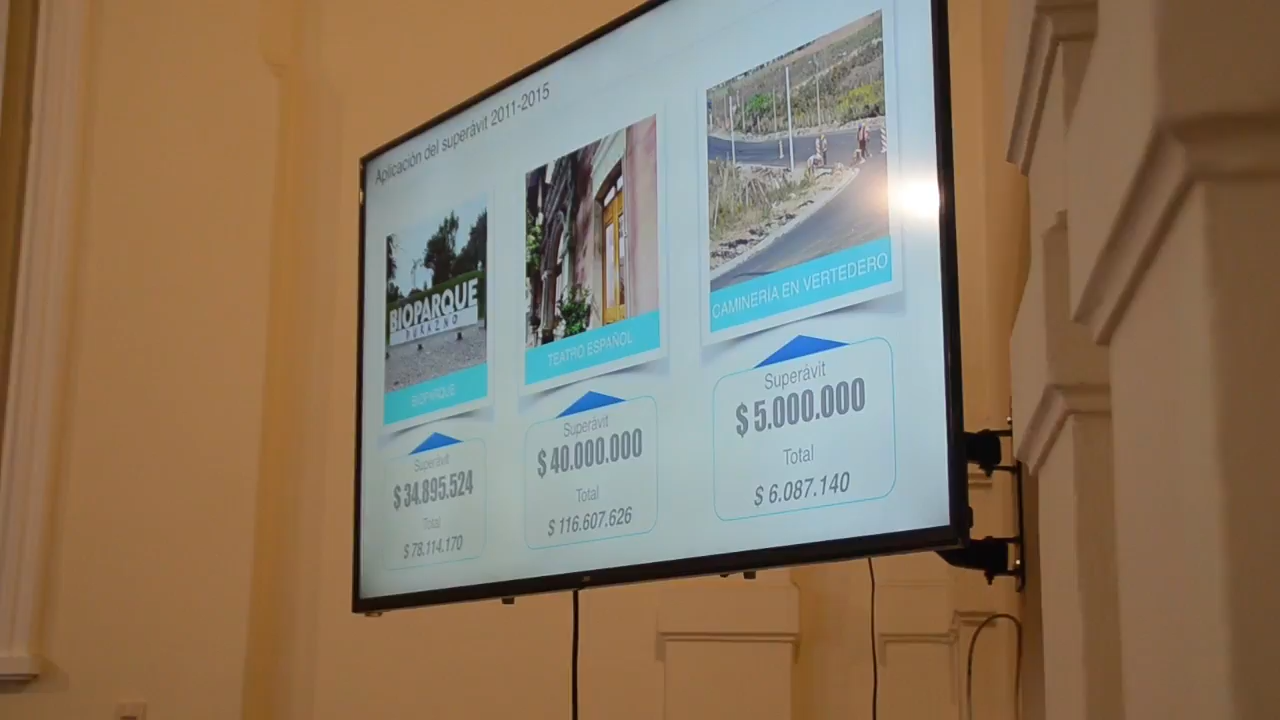 Aplicación del superávit 2011-2015
BIOPARQUE
DURAZNO
BIOPARQUE
Superávit
$ 34.895.524
Total
$ 78.114.170
TEATRO ESPAÑOL
Superávit
$ 40.000.000
Total
$ 116.607.626
CAMINERÍA EN VERTEDERO
Superávit
$ 5.000.000
Total
$ 6.087.140